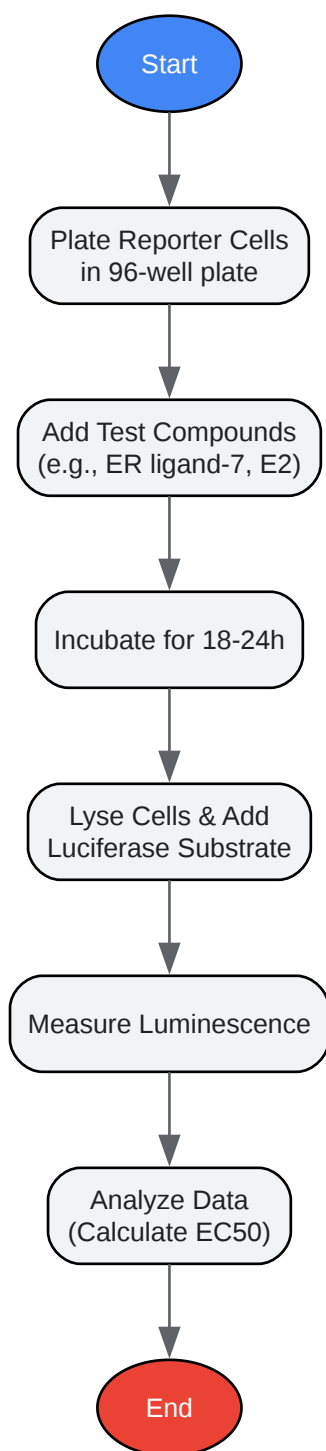 Start
Plate Reporter Cells
in 96-well plate
Add Test Compounds
(e.g., ER ligand-7, E2)
Incubate for 18-24h
Lyse Cells & Add
Luciferase Substrate
Measure Luminescence
Analyze Data
(Calculate EC50)
End